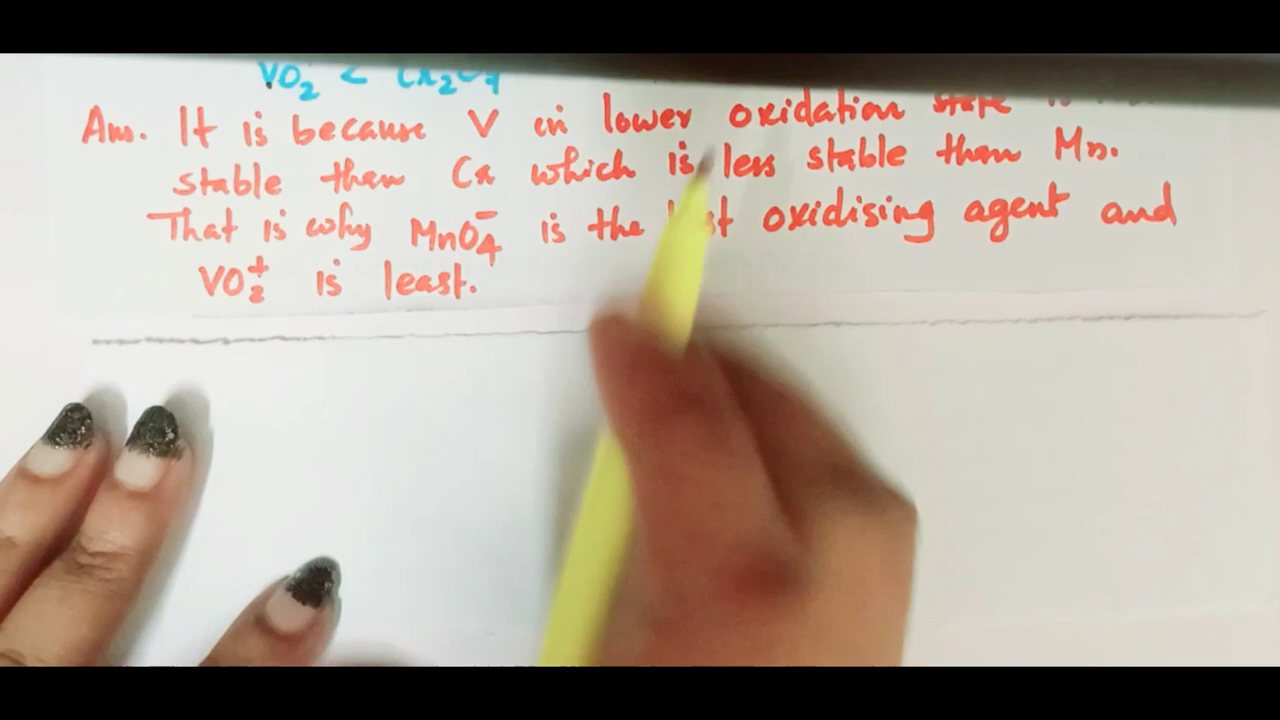 VO₂ <
Ans. It is because V in lower oxidation state
stable than Cr which is less stable than Mn.
That is why MnO₄⁻ is the oxidising agent and
VO₂⁺ is least.